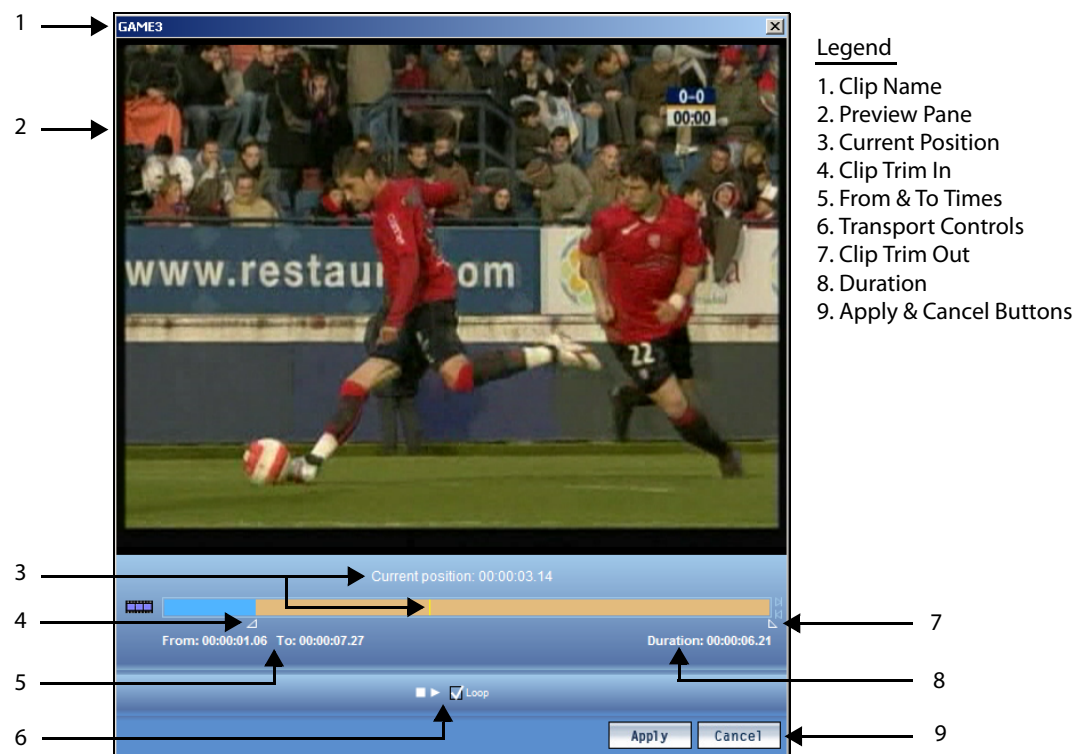 1
GAME3
2
0-0
00:00
www.restau om
22
3
Current position: 00:00:03.14
4
7
From: 00:00:01.06 To: 00:00:07.27
Duration: 00:00:06.21
5
8
Loop
6
Apply
Cancel
9
Legend
1. Clip Name
2. Preview Pane
3. Current Position
4. Clip Trim In
5. From & To Times
6. Transport Controls
7. Clip Trim Out
8. Duration
9. Apply & Cancel Buttons